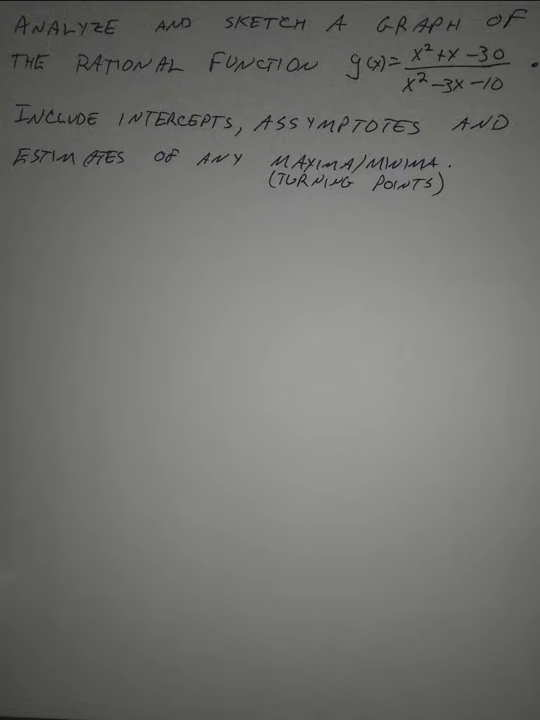 ANALYZE AND SKETCH A GRAPH OF
THE RATIONAL FUNCTION g(x) = (x² + x - 30)/(x² - 3x - 10).
INCLUDE INTERCEPTS, ASSYMPTOTES AND
ESTIMATES OF ANY MAXIMA/MINIMA.
(TURNING POINTS)